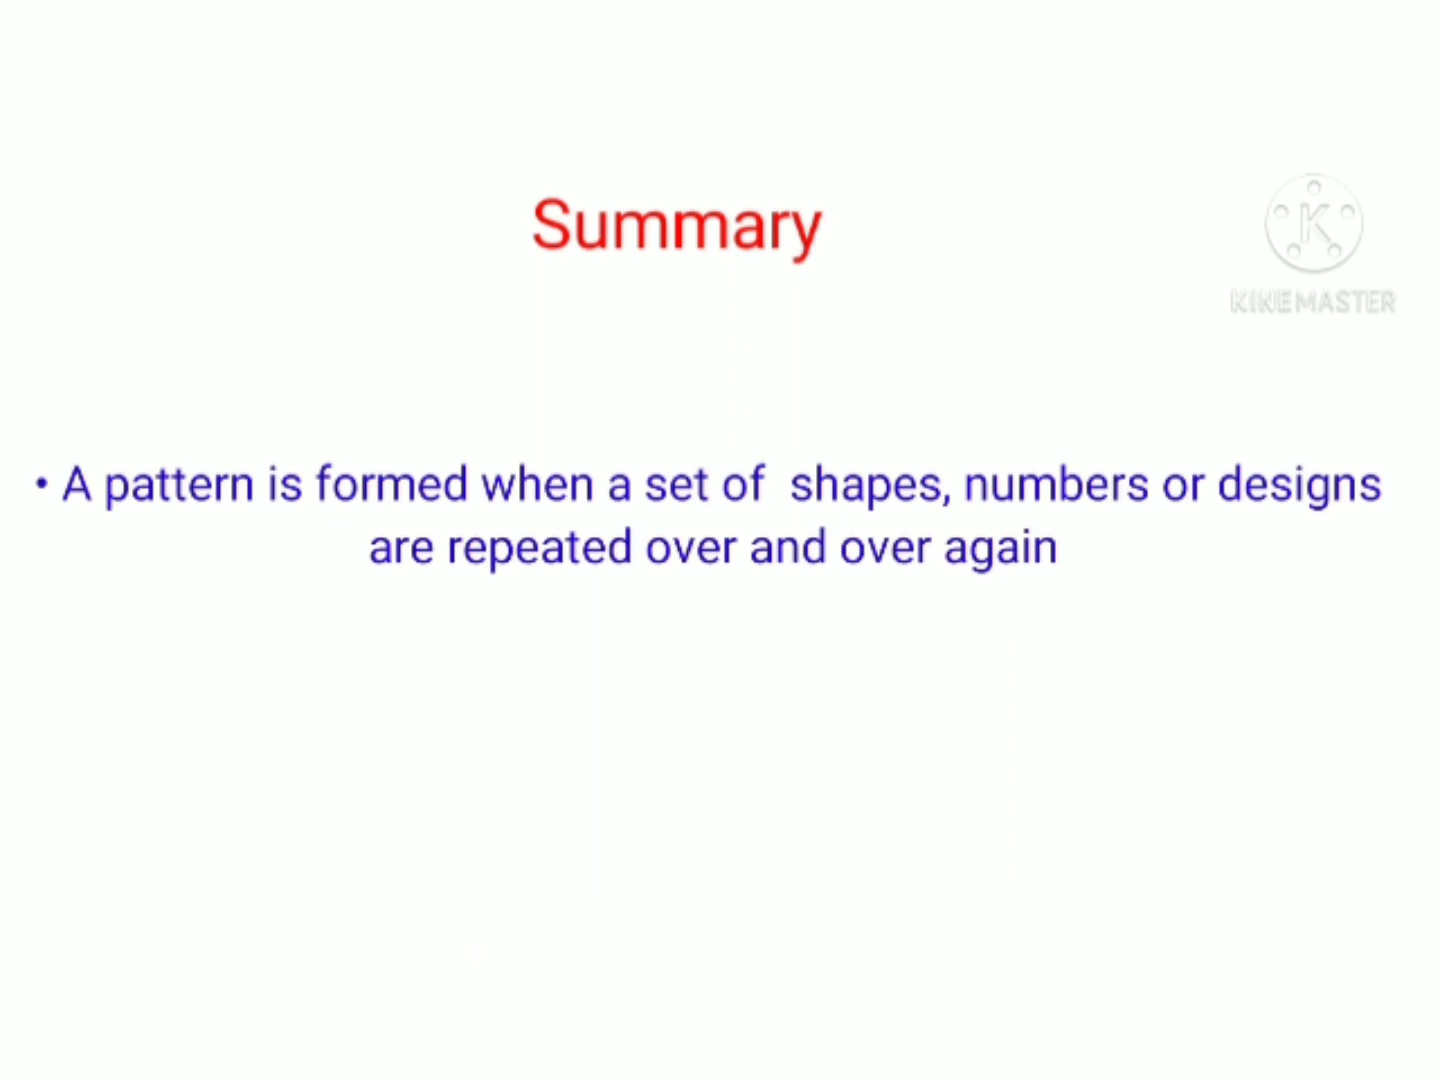 Summary
K
KINEMASTER
• A pattern is formed when a set of  shapes, numbers or designs
are repeated over and over again